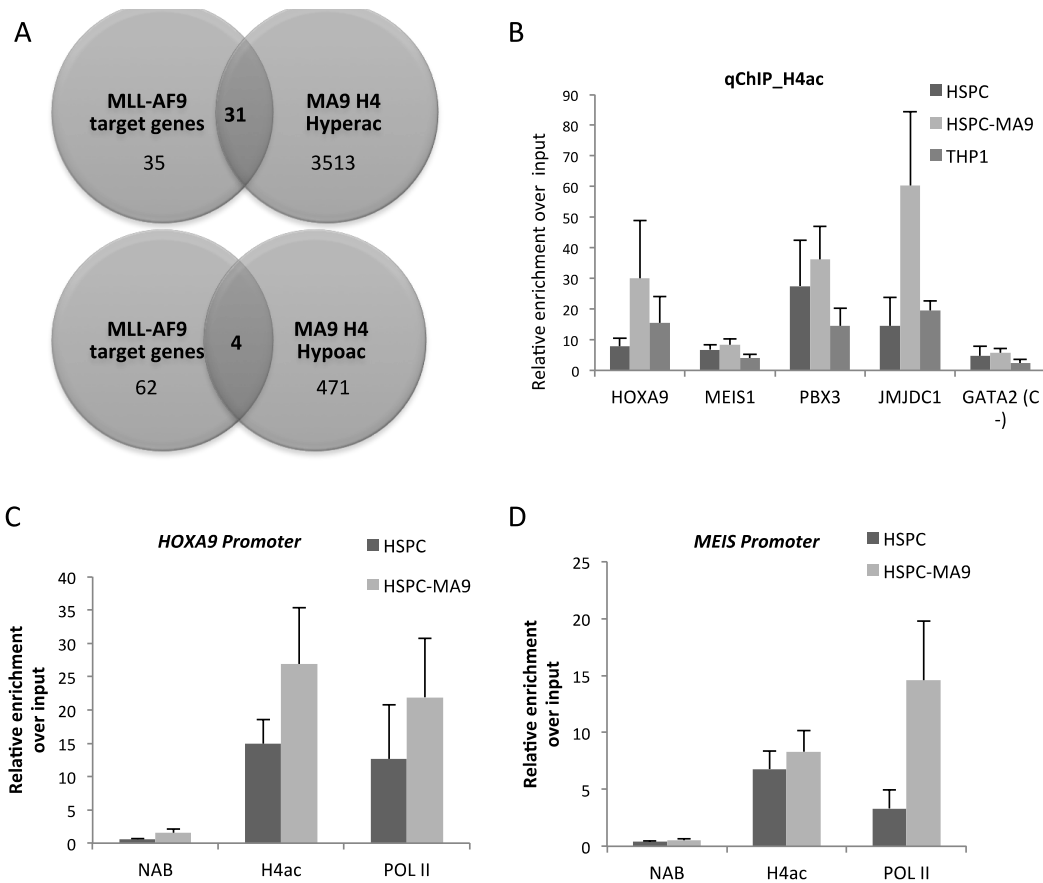 A
MLL-AF9
target genes
35
31
MA9 H4
Hyperac
3513
MLL-AF9
target genes
62
4
MA9 H4
Hypoac
471
B
qChIP_H4ac
HSPC
HSPC-MA9
THP1
Relative enrichment over input
90
80
70
60
50
40
30
20
10
0
HOXA9
MEIS1
PBX3
JMJDC1
GATA2 (C
-)
C
HOXA9 Promoter
HSPC
HSPC-MA9
Relative enrichment
over input
40
35
30
25
20
15
10
5
0
NAB
H4ac
POL II
D
MEIS Promoter
HSPC
HSPC-MA9
Relative enrichment
over input
25
20
15
10
5
0
NAB
H4ac
POL II